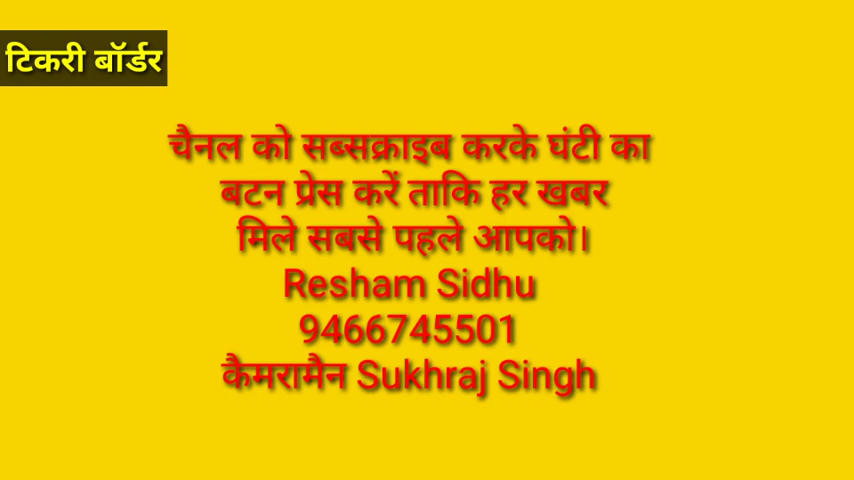 टिकरी बॉर्डर
चैनल को सब्सक्राइब करके घंटी का
बटन प्रेस करें ताकि हर खबर
मिले सबसे पहले आपको।
Resham Sidhu
9466745501
कैमरामैन Sukhraj Singh